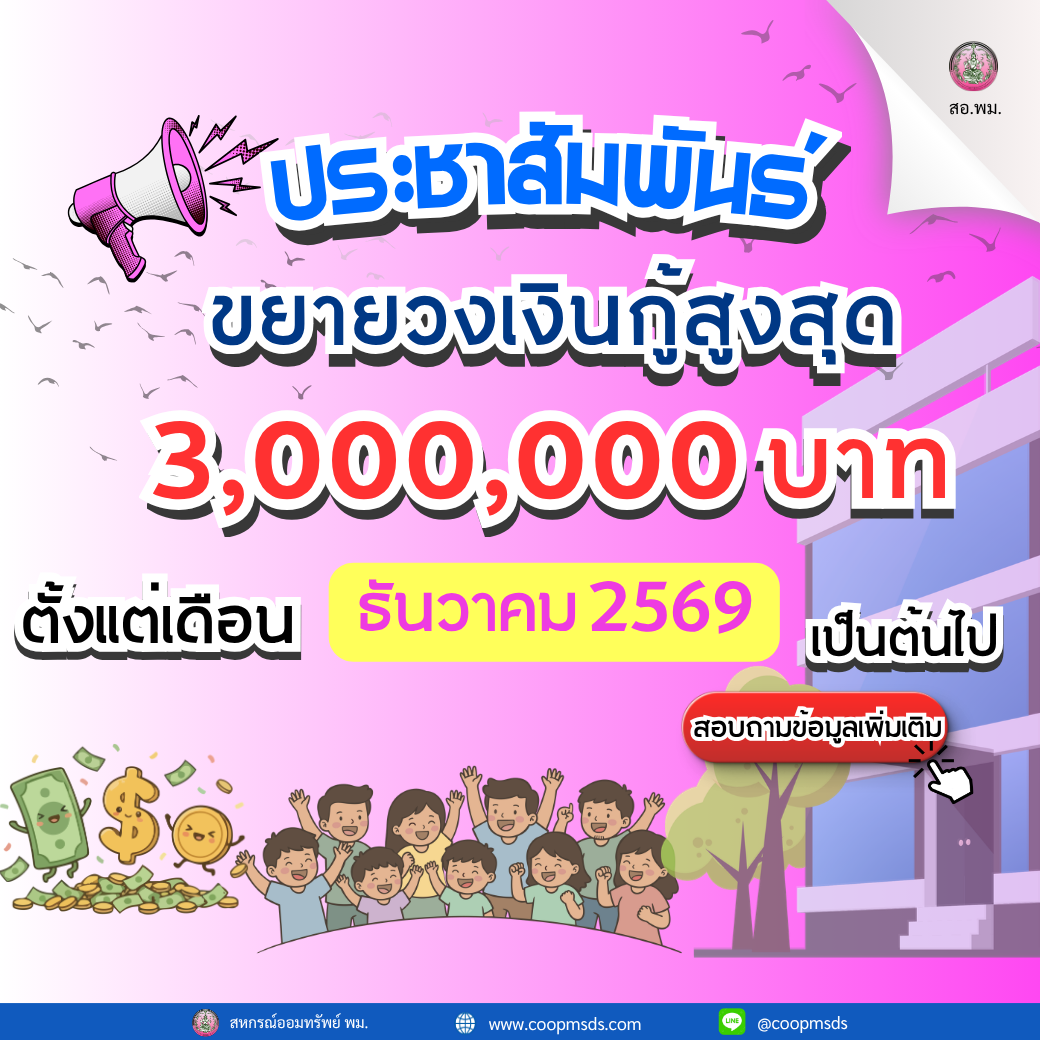 สอ.พม.
ประชาสัมพันธ์
ขยายวงเงินกู้สูงสุด
3,000,000 บาท
ตั้งแต่เดือน ธันวาคม 2569 เป็นต้นไป
สอบถามข้อมูลเพิ่มเติม
สหกรณ์ออมทรัพย์ พม. www.coopmsds.com LINE @coopmsds